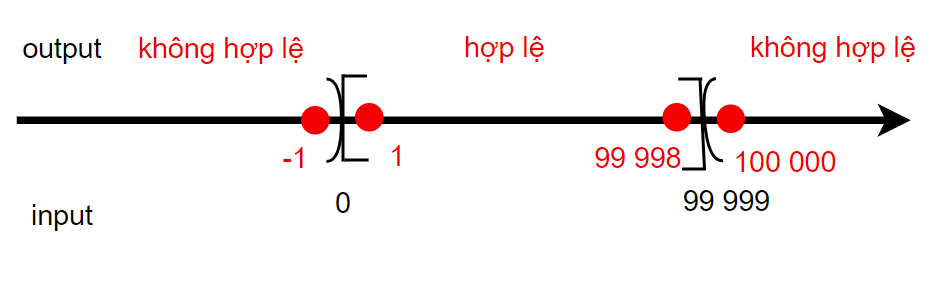 output không hợp lệ hợp lệ không hợp lệ
-1 1 99 998 100 000
0 99 999
input